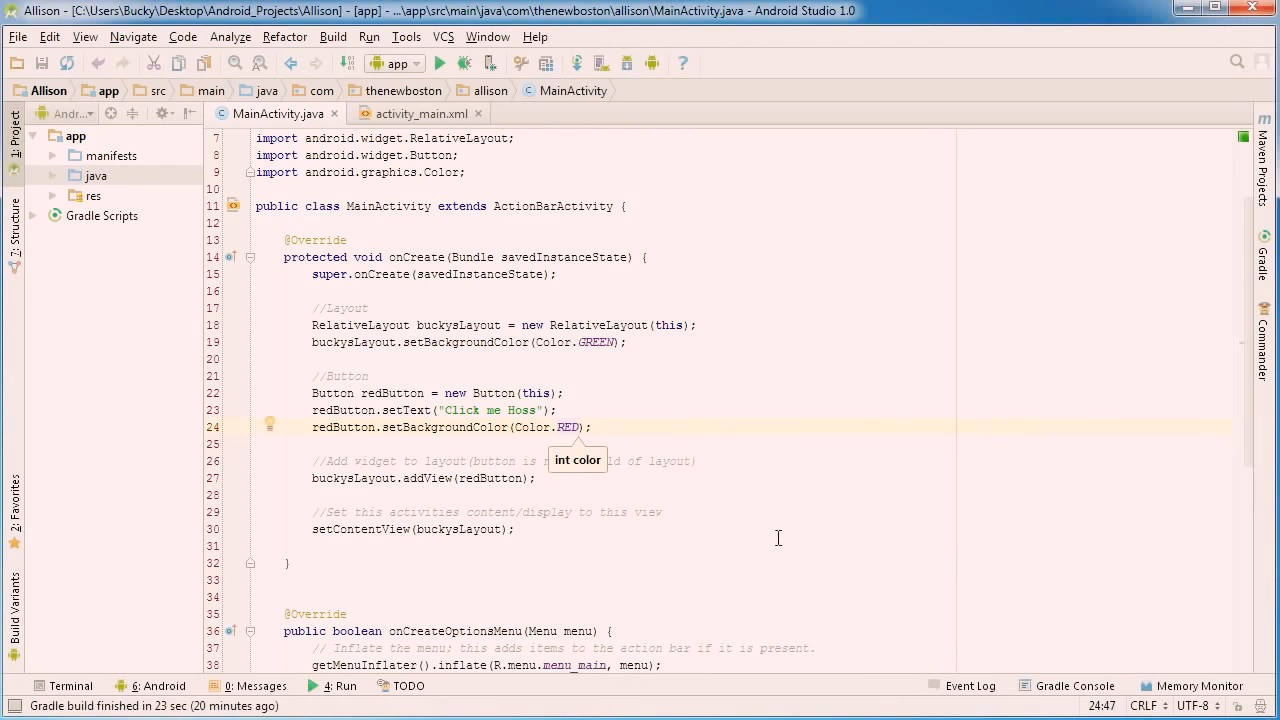 Allison - [C:\Users\Bucky\Desktop\Android_Projects\Allison] - [app] - ...\app\src\main\java\com\thenewboston\allison\MainActivity.java - Android Studio 1.0
File Edit View Navigate Code Analyze Refactor Build Run Tools VCS Window Help
app
Allison app src main java com thenewboston allison MainActivity
1: Project
7: Structure
2: Favorites
Build Variants
Andr...
app
manifests
java
res
Gradle Scripts
MainActivity.java activity_main.xml
7 import android.widget.RelativeLayout;
8 import android.widget.Button;
9 import android.graphics.Color;
10
11 public class MainActivity extends ActionBarActivity {
12
13 @Override
14 protected void onCreate(Bundle savedInstanceState) {
15 super.onCreate(savedInstanceState);
16
17 //Layout
18 RelativeLayout buckysLayout = new RelativeLayout(this);
19 buckysLayout.setBackgroundColor(Color.GREEN);
20
21 //Button
22 Button redButton = new Button(this);
23 redButton.setText("Click me Hoss");
24 redButton.setBackgroundColor(Color.RED);
25
int color
26 //Add widget to layout(button is n ld of layout)
27 buckysLayout.addView(redButton);
28
29 //Set this activities content/display to this view
30 setContentView(buckysLayout);
31
32 }
33
34
35 @Override
36 public boolean onCreateOptionsMenu(Menu menu) {
37 // Inflate the menu; this adds items to the action bar if it is present.
38 getMenuInflater().inflate(R.menu.menu_main, menu);
m Maven Projects
Gradle
Commander
Terminal 6: Android 0: Messages 4: Run TODO Event Log Gradle Console Memory Monitor
Gradle build finished in 23 sec (20 minutes ago) 24:47 CRLF UTF-8